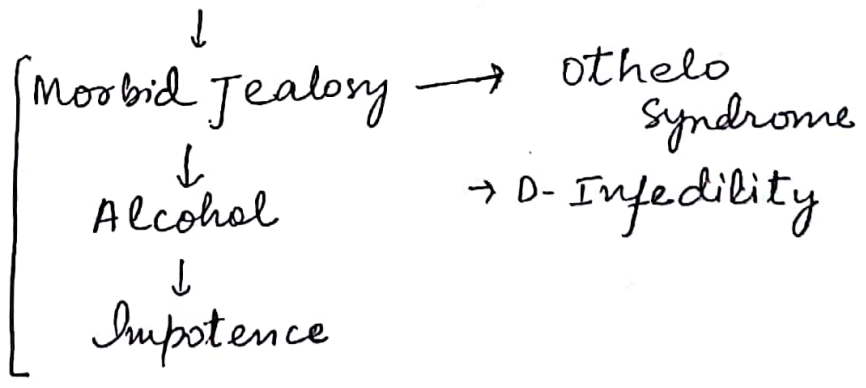 ↓
Morbid Jealosy → Othelo
Syndrome
↓
Alcohol → D- Infedility
↓
Impotence